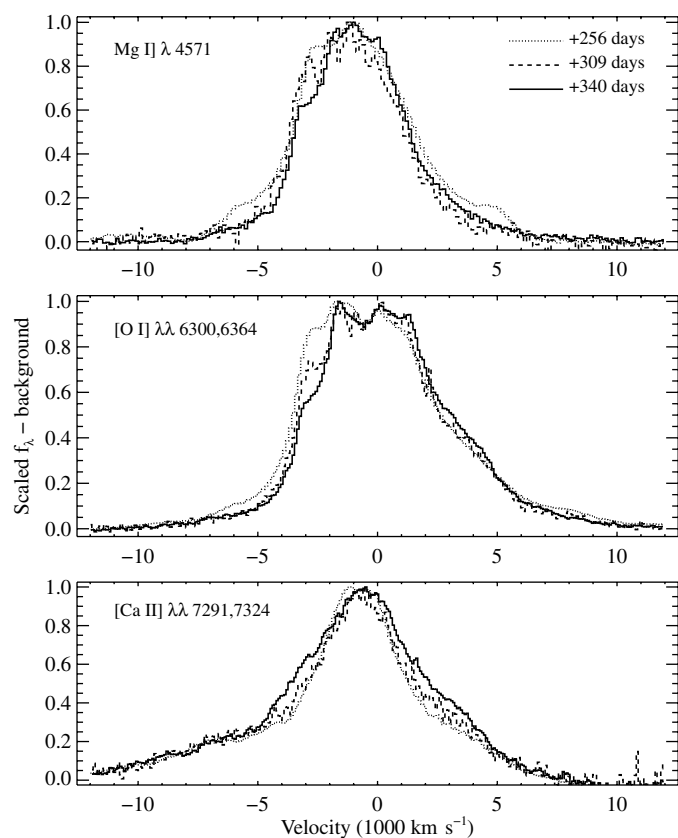 Mg I] λ 4571
+256 days
+309 days
+340 days
1.0
0.8
0.6
0.4
0.2
0.0
−10 −5 0 5 10
[O I] λλ 6300,6364
1.0
0.8
0.6
0.4
0.2
0.0
−10 −5 0 5 10
Scaled f_λ − background
[Ca II] λλ 7291,7324
1.0
0.8
0.6
0.4
0.2
0.0
−10 −5 0 5 10
Velocity (1000 km s⁻¹)